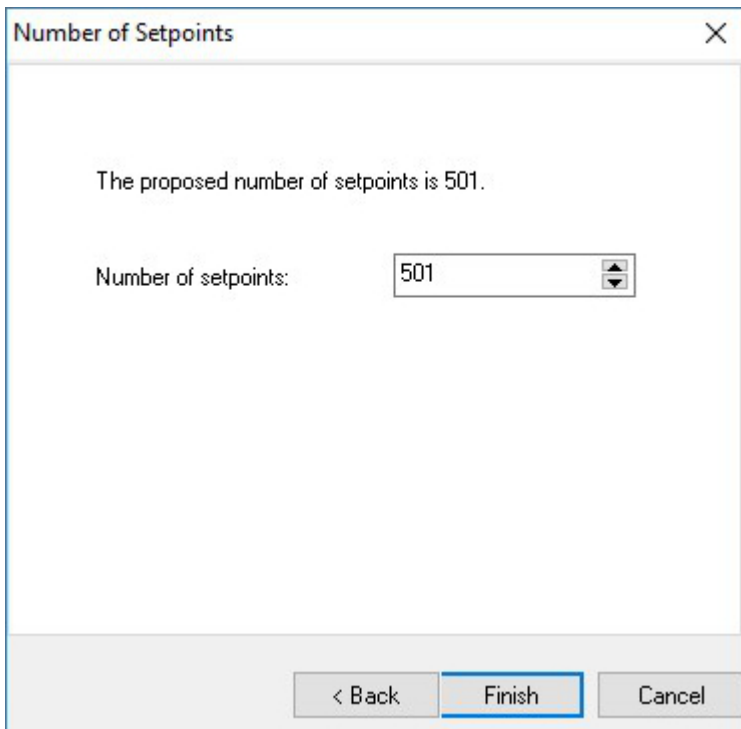 Number of Setpoints
The proposed number of setpoints is 501.
Number of setpoints: 501
< Back Finish Cancel